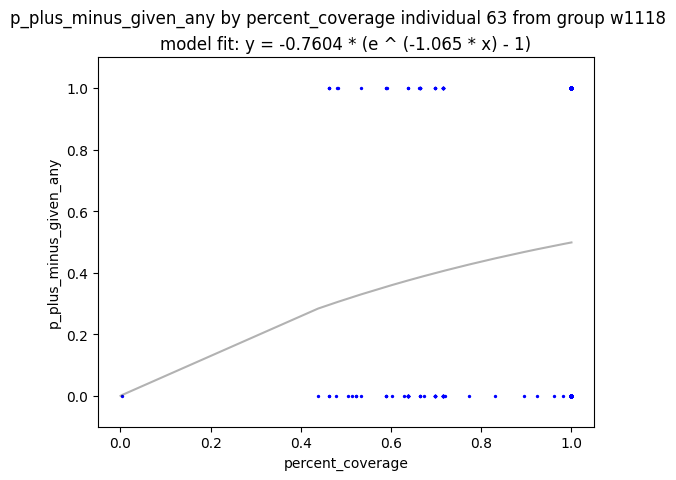 p_plus_minus_given_any by percent_coverage individual 63 from group w1118
model fit: y = -0.7604 * (e ^ (-1.065 * x) - 1)
1.0
0.8
0.6
0.4
0.2
0.0
p_plus_minus_given_any
0.0 0.2 0.4 0.6 0.8 1.0
percent_coverage